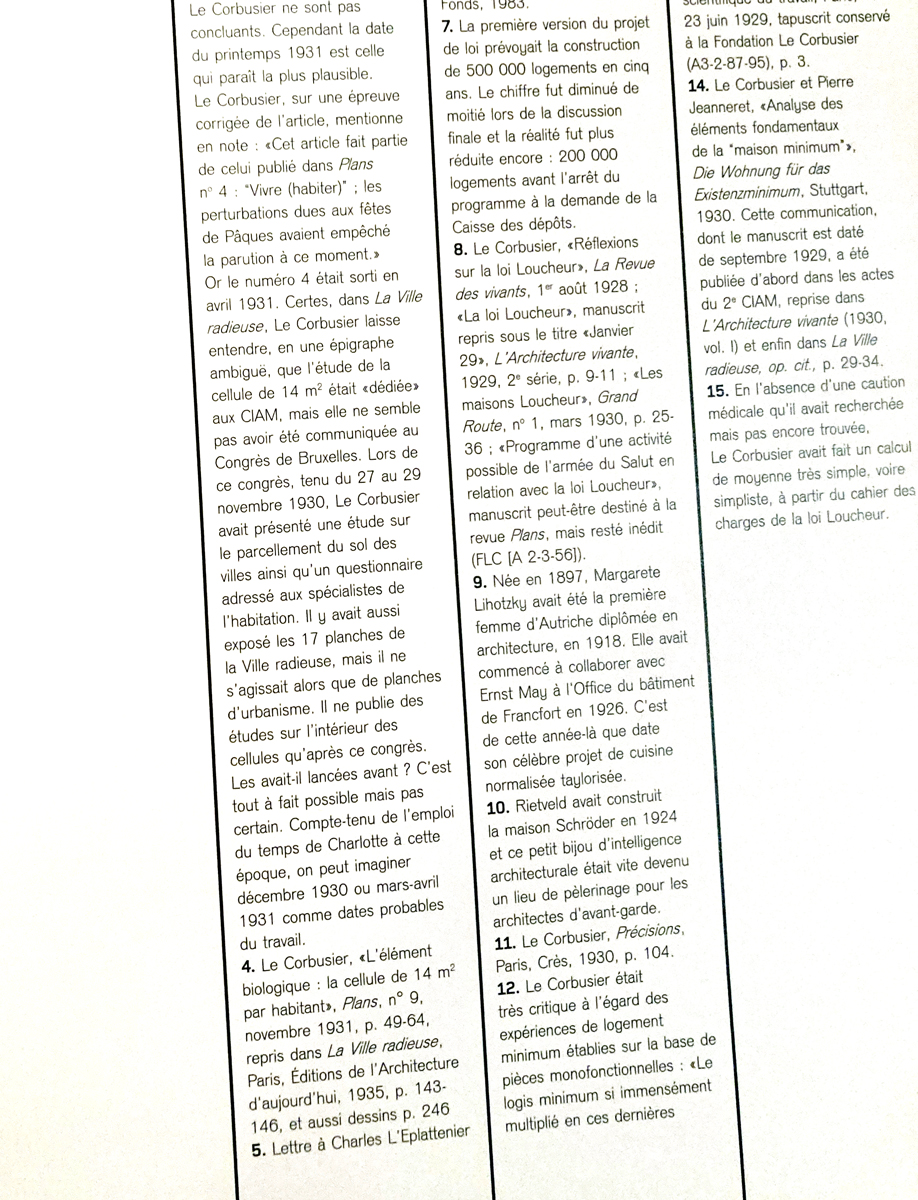 Le Corbusier ne sont pas
concluants. Cependant la date
du printemps 1931 est celle
qui paraît la plus plausible.
Le Corbusier, sur une épreuve
corrigée de l'article, mentionne
en note : «Cet article fait partie
de celui publié dans Plans
n° 4 : "Vivre (habiter)" ; les
perturbations dues aux fêtes
de Pâques avaient empêché
la parution à ce moment.»
Or le numéro 4 était sorti en
avril 1931. Certes, dans La Ville
radieuse, Le Corbusier laisse
entendre, en une épigraphe
ambiguë, que l'étude de la
cellule de 14 m² était «dédiée»
aux CIAM, mais elle ne semble
pas avoir été communiquée au
Congrès de Bruxelles. Lors de
ce congrès, tenu du 27 au 29
novembre 1930, Le Corbusier
avait présenté une étude sur
le parcellement du sol des
villes ainsi qu'un questionnaire
adressé aux spécialistes de
l'habitation. Il y avait aussi
exposé les 17 planches de
la Ville radieuse, mais il ne
s'agissait alors que de planches
d'urbanisme. Il ne publie des
études sur l'intérieur des
cellules qu'après ce congrès.
Les avait-il lancées avant ? C'est
tout à fait possible mais pas
certain. Compte-tenu de l'emploi
du temps de Charlotte à cette
époque, on peut imaginer
décembre 1930 ou mars-avril
1931 comme dates probables
du travail.
4. Le Corbusier, «L'élément
biologique : la cellule de 14 m²
par habitant», Plans, n° 9,
novembre 1931, p. 49-64,
repris dans La Ville radieuse,
Paris, Éditions de l'Architecture
d'aujourd'hui, 1935, p. 143-
146, et aussi dessins p. 246
5. Lettre à Charles L'Eplattenier
Fonds, 1983.
7. La première version du projet
de loi prévoyait la construction
de 500 000 logements en cinq
ans. Le chiffre fut diminué de
moitié lors de la discussion
finale et la réalité fut plus
réduite encore : 200 000
logements avant l'arrêt du
programme à la demande de la
Caisse des dépôts.
8. Le Corbusier, «Réflexions
sur la loi Loucheur», La Revue
des vivants, 1er août 1928 ;
«La loi Loucheur», manuscrit
repris sous le titre «Janvier
29», L'Architecture vivante,
1929, 2e série, p. 9-11 ; «Les
maisons Loucheur», Grand
Route, n° 1, mars 1930, p. 25-
36 ; «Programme d'une activité
possible de l'armée du Salut en
relation avec la loi Loucheur»,
manuscrit peut-être destiné à la
revue Plans, mais resté inédit
(FLC [A 2-3-56]).
9. Née en 1897, Margarete
Lihotzky avait été la première
femme d'Autriche diplômée en
architecture, en 1918. Elle avait
commencé à collaborer avec
Ernst May à l'Office du bâtiment
de Francfort en 1926. C'est
de cette année-là que date
son célèbre projet de cuisine
normalisée taylorisée.
10. Rietveld avait construit
la maison Schröder en 1924
et ce petit bijou d'intelligence
architecturale était vite devenu
un lieu de pèlerinage pour les
architectes d'avant-garde.
11. Le Corbusier, Précisions,
Paris, Crès, 1930, p. 104.
12. Le Corbusier était
très critique à l'égard des
expériences de logement
minimum établies sur la base de
pièces monofonctionnelles : «Le
logis minimum si immensément
multiplié en ces dernières
23 juin 1929, tapuscrit conservé
à la Fondation Le Corbusier
(A3-2-87-95), p. 3.
14. Le Corbusier et Pierre
Jeanneret, «Analyse des
éléments fondamentaux
de la "maison minimum"»,
Die Wohnung für das
Existenzminimum, Stuttgart,
1930. Cette communication,
dont le manuscrit est daté
de septembre 1929, a été
publiée d'abord dans les actes
du 2e CIAM, reprise dans
L'Architecture vivante (1930,
vol. I) et enfin dans La Ville
radieuse, op. cit., p. 29-34.
15. En l'absence d'une caution
médicale qu'il avait recherchée
mais pas encore trouvée,
Le Corbusier avait fait un calcul
de moyenne très simple, voire
simpliste, à partir du cahier des
charges de la loi Loucheur.